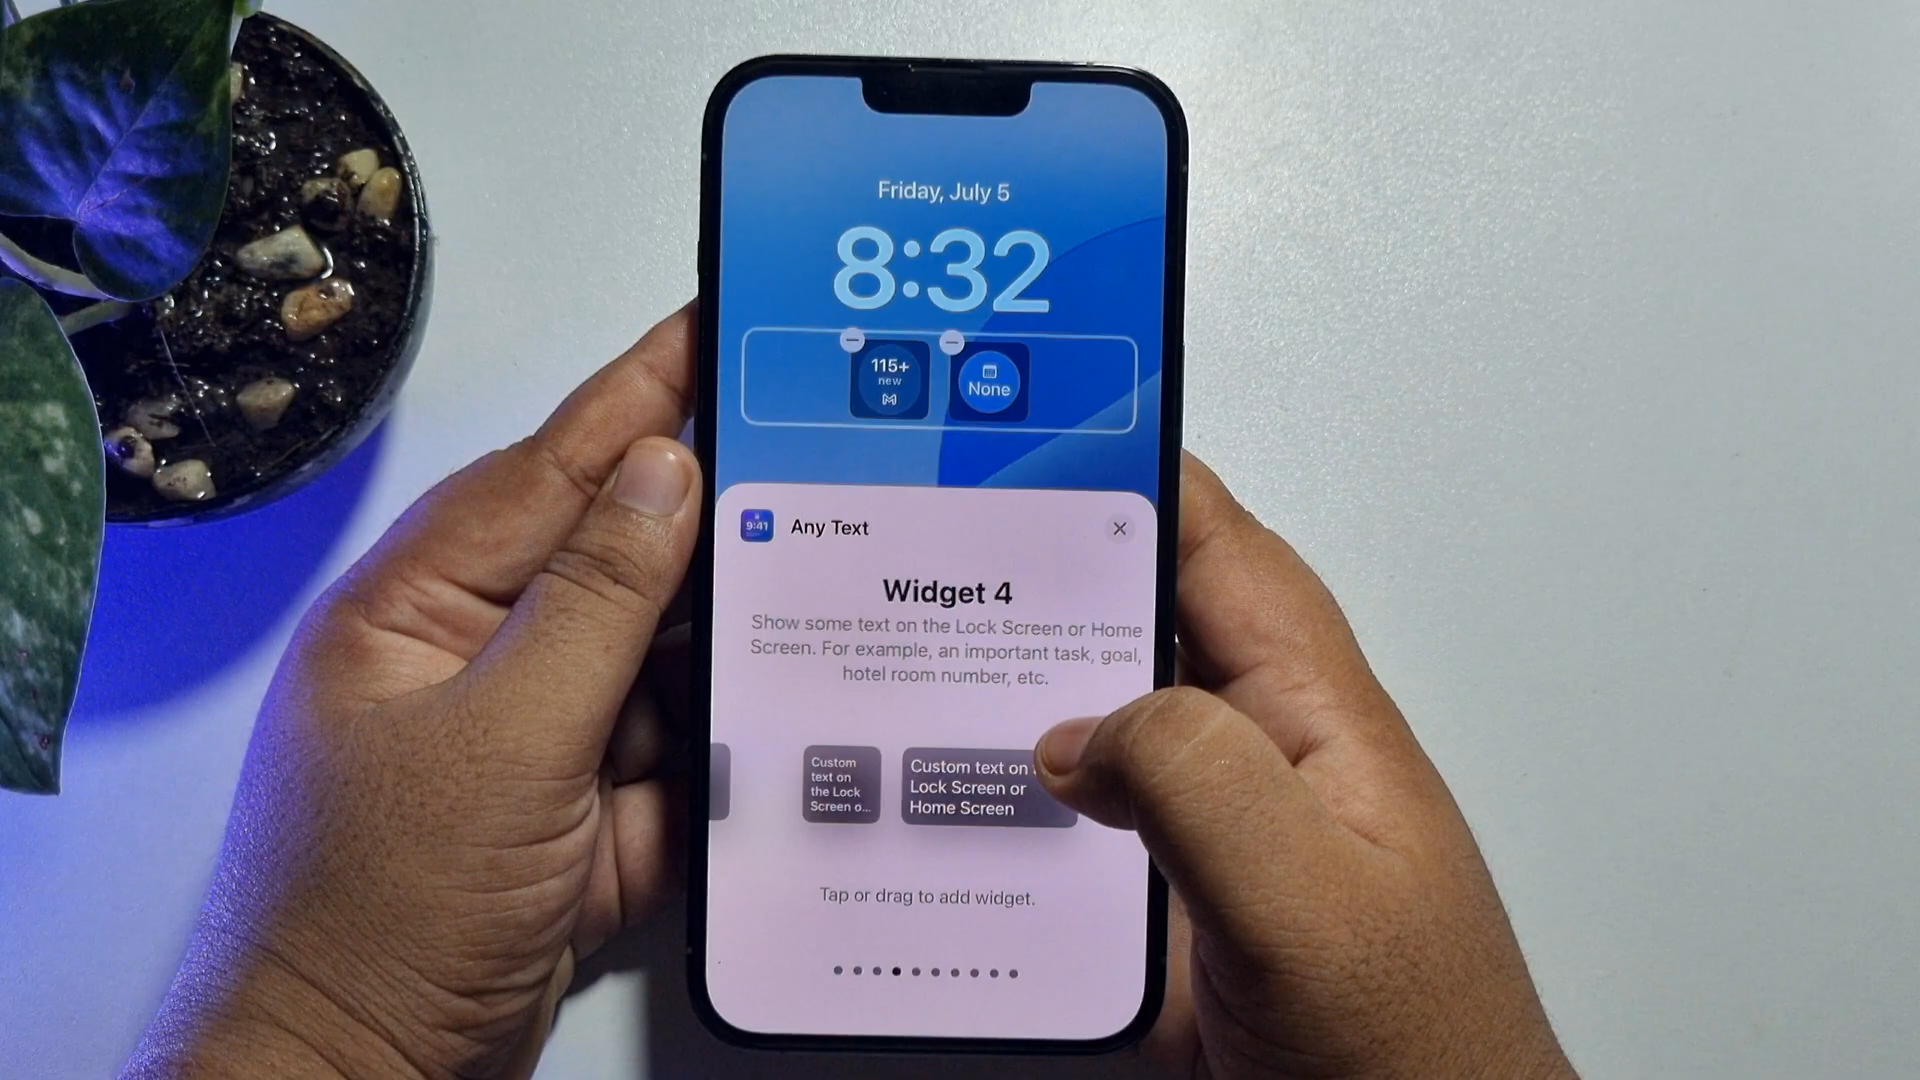 Friday, July 5
8:32
115+
new
None
9:41
Any Text
Widget 4
Show some text on the Lock Screen or Home
Screen. For example, an important task, goal,
hotel room number, etc.
Custom
text on
the Lock
Screen o...
Custom text on
Lock Screen or
Home Screen
Tap or drag to add widget.